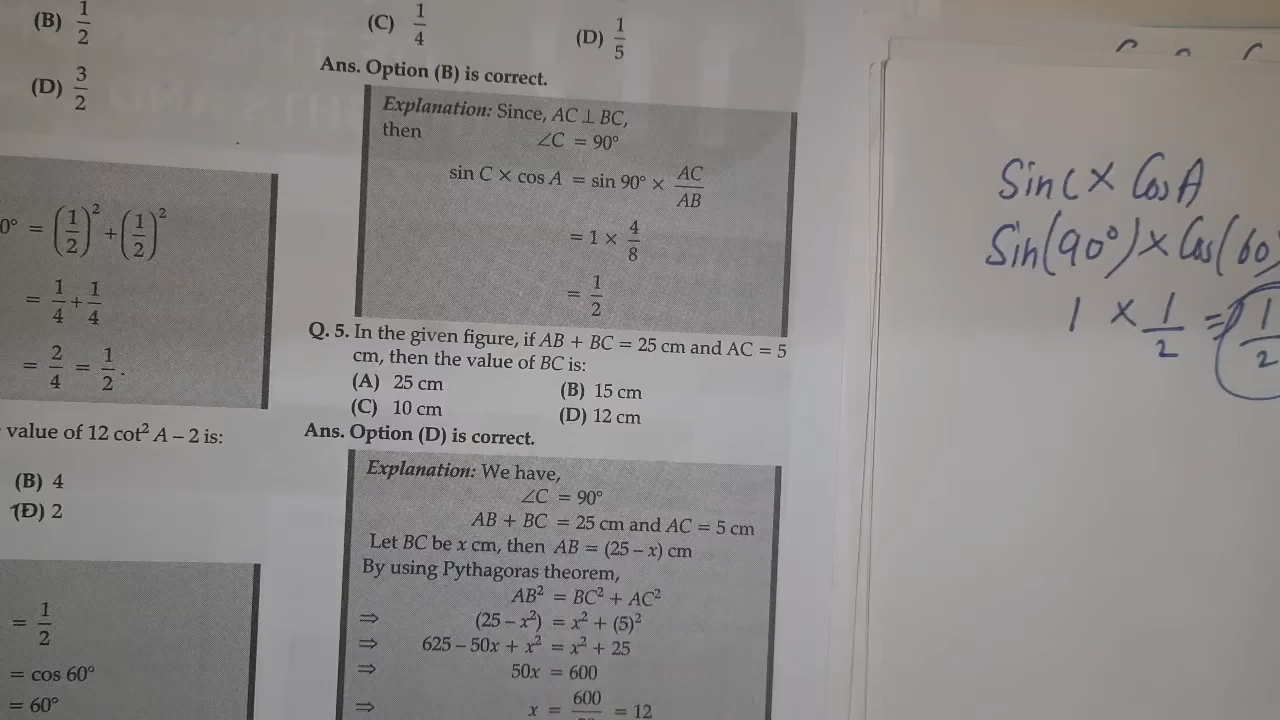 (B) 1/2
(D) 3/2
0° = (1/2)² + (1/2)²
= 1/4 + 1/4
= 2/4 = 1/2.
value of 12 cot² A – 2 is:
(B) 4
(D) 2
= 1/2
= cos 60°
= 60°
(C) 1/4 (D) 1/5
Ans. Option (B) is correct.
Explanation: Since, AC ⊥ BC,
then ∠C = 90°
sin C × cos A = sin 90° × AC/AB
= 1 × 4/8
= 1/2
Q. 5. In the given figure, if AB + BC = 25 cm and AC = 5
cm, then the value of BC is:
(A) 25 cm (B) 15 cm
(C) 10 cm (D) 12 cm
Ans. Option (D) is correct.
Explanation: We have,
∠C = 90°
AB + BC = 25 cm and AC = 5 cm
Let BC be x cm, then AB = (25 – x) cm
By using Pythagoras theorem,
AB² = BC² + AC²
⇒ (25 – x²) = x² + (5)²
⇒ 625 – 50x + x² = x² + 25
⇒ 50x = 600
⇒ x = 600 = 12
Sin C × Cos A
Sin(90°) × Cos(60°
1 × 1/2 = 1/2